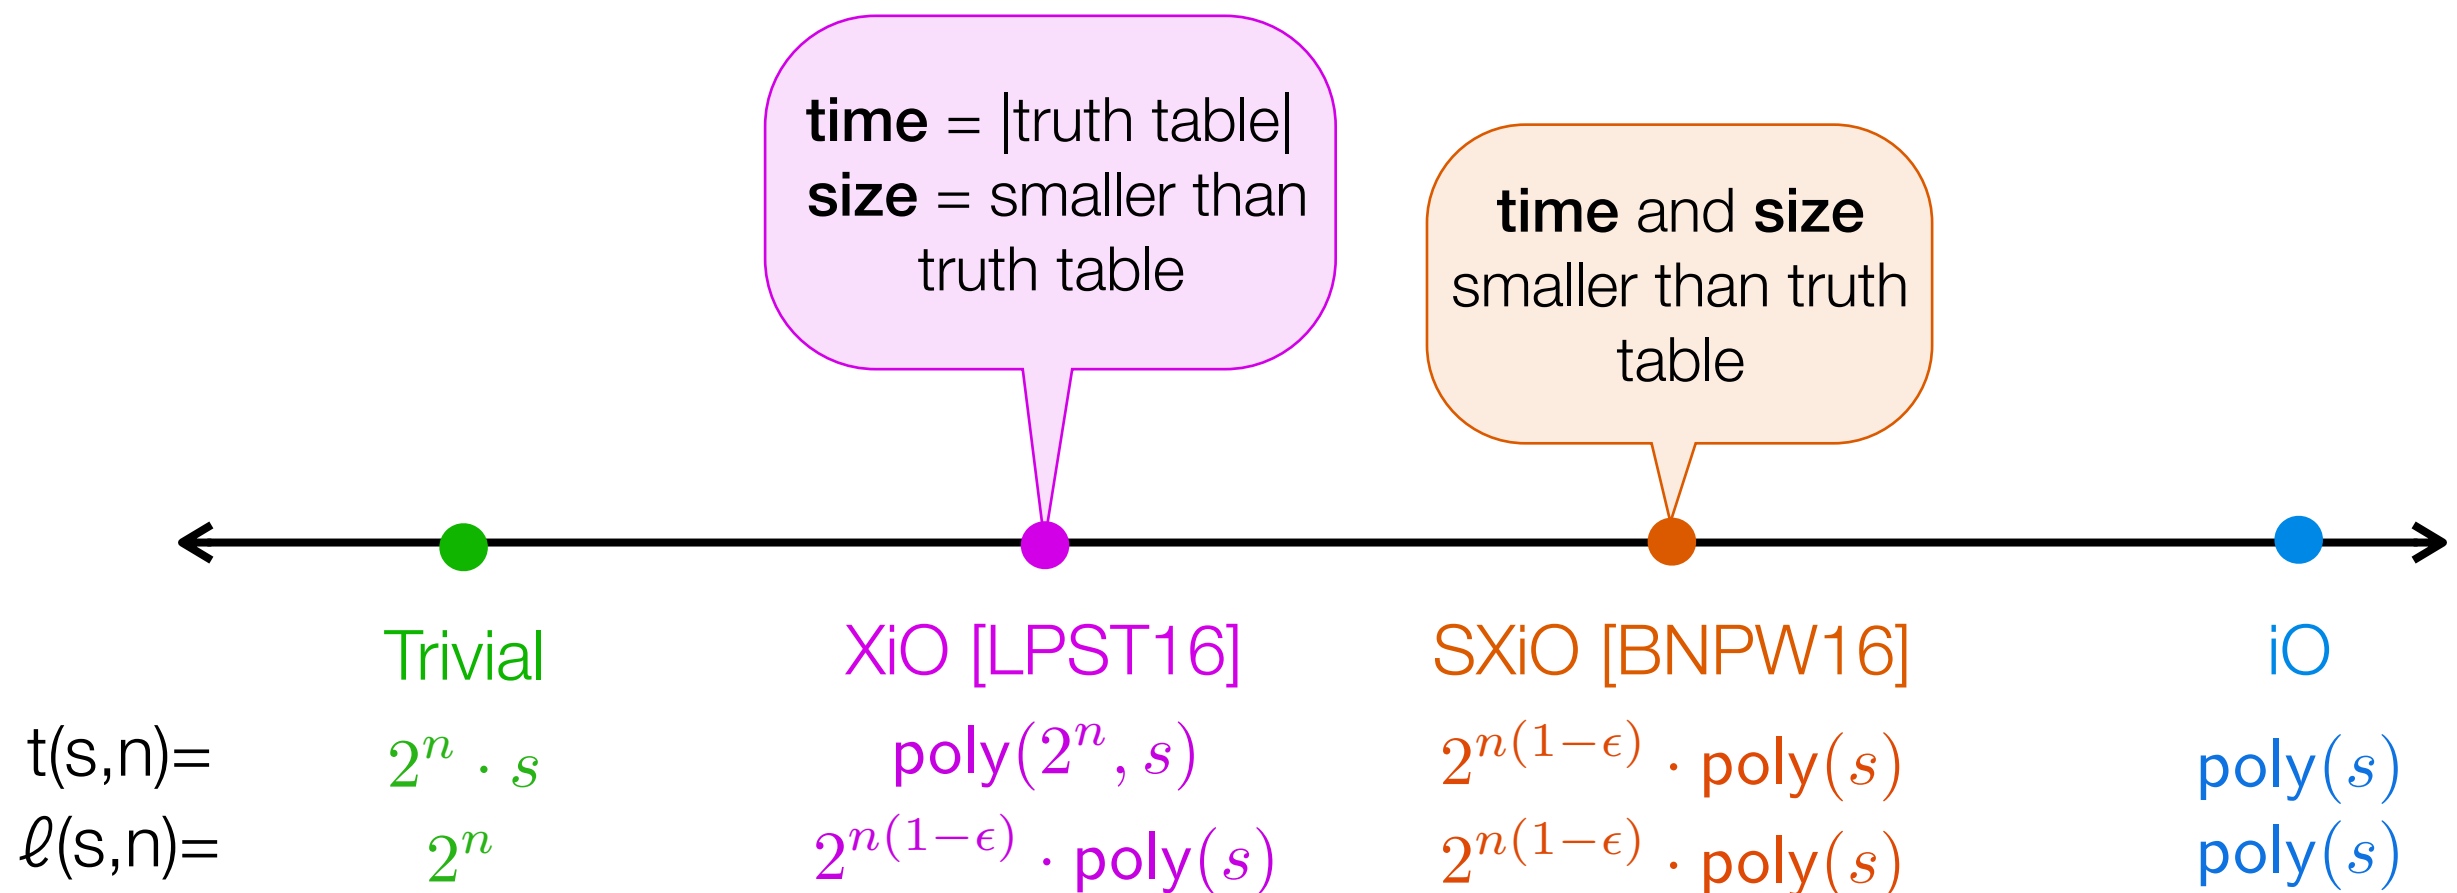 time = |truth table|
size = smaller than
truth table
time and size
smaller than truth
table
Trivial
XiO [LPST16]
SXiO [BNPW16]
iO
t(s,n)= 2^n · s poly(2^n, s) 2^{n(1−ϵ)} · poly(s) poly(s)
ℓ(s,n)= 2^n 2^{n(1−ϵ)} · poly(s) 2^{n(1−ϵ)} · poly(s) poly(s)